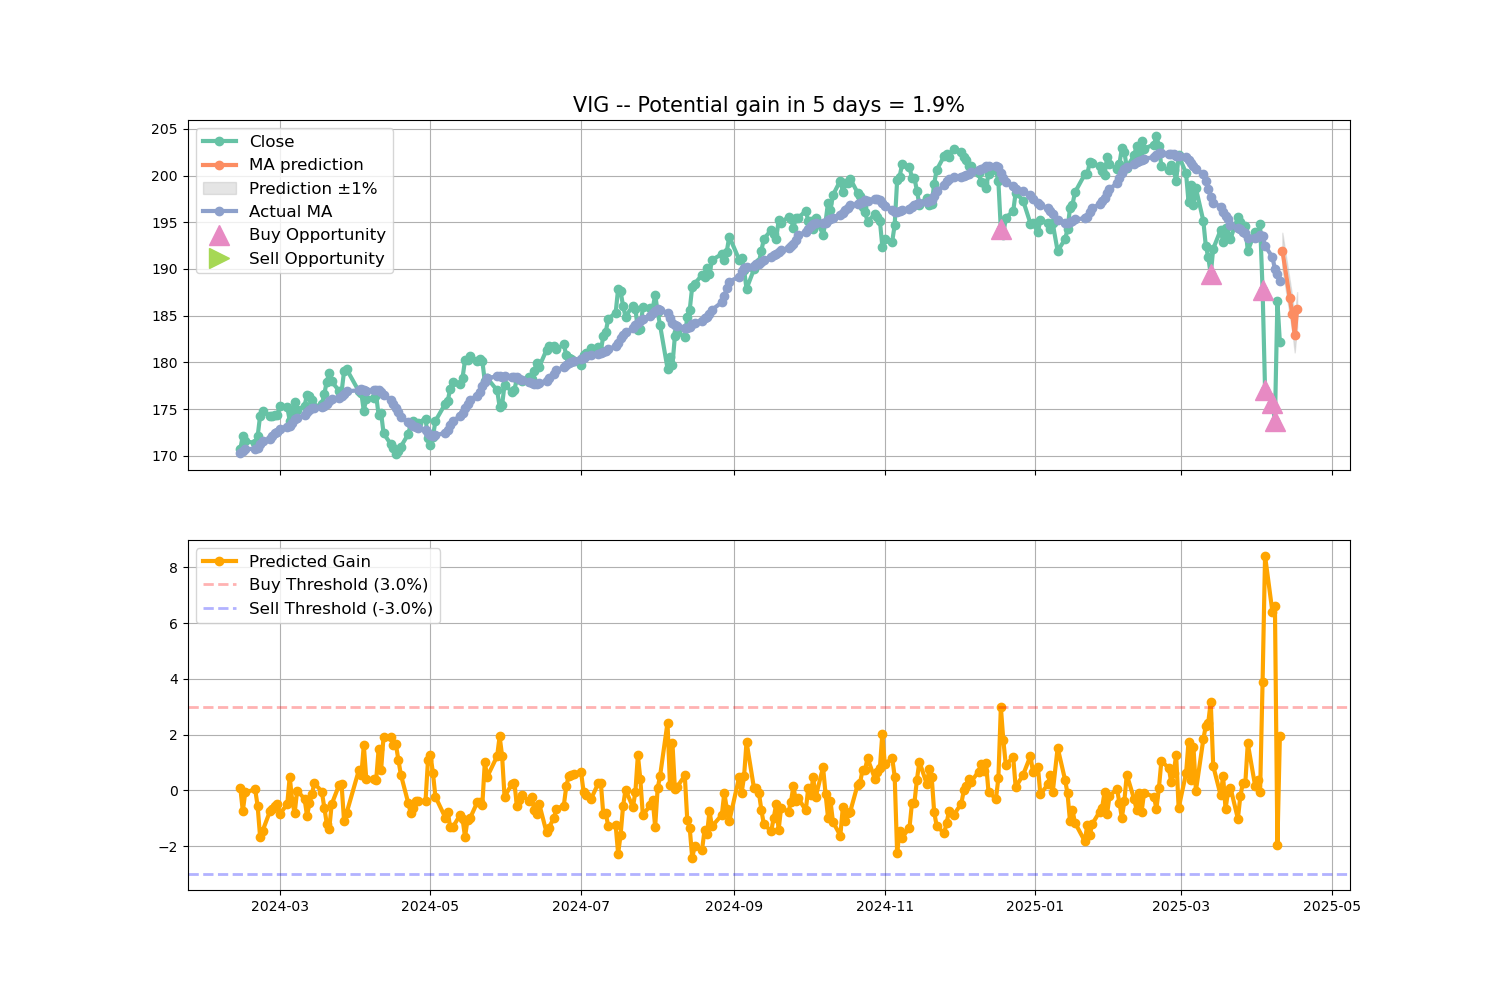 VIG -- Potential gain in 5 days = 1.9%
205
200
195
190
185
180
175
170
Close
MA prediction
Prediction ±1%
Actual MA
Buy Opportunity
Sell Opportunity
8
6
4
2
0
−2
Predicted Gain
Buy Threshold (3.0%)
Sell Threshold (-3.0%)
2024-03
2024-05
2024-07
2024-09
2024-11
2025-01
2025-03
2025-05